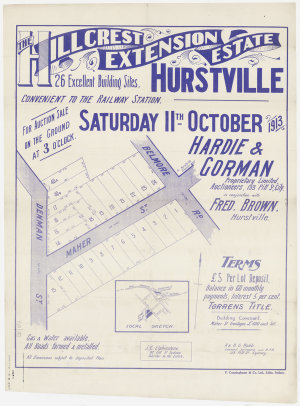 THE HILLCREST
EXTENSION ESTATE
26 Excellent Building Sites.
HURSTVILLE
CONVENIENT TO THE RAILWAY STATION.
FOR AUCTION SALE
ON THE GROUND
AT 3 O'CLOCK
SATURDAY 11TH OCTOBER 1913
HARDIE &
GORMAN
Proprietary Limited,
Auctioneers, 133 Pitt St, City.
in conjunction with
FRED. BROWN,
Hurstville.
BELMORE
RD
DENMAN
ST
MAHER
ST
TERMS
£5 Per Lot Deposit,
Balance in 60 monthly
payments, Interest 5 per cent.
TORRENS TITLE.
Building Covenant.
LOCAL SKETCH.
Gas & Water available.
All Roads formed & metalled.
All Dimensions subject to Deposited Plan.